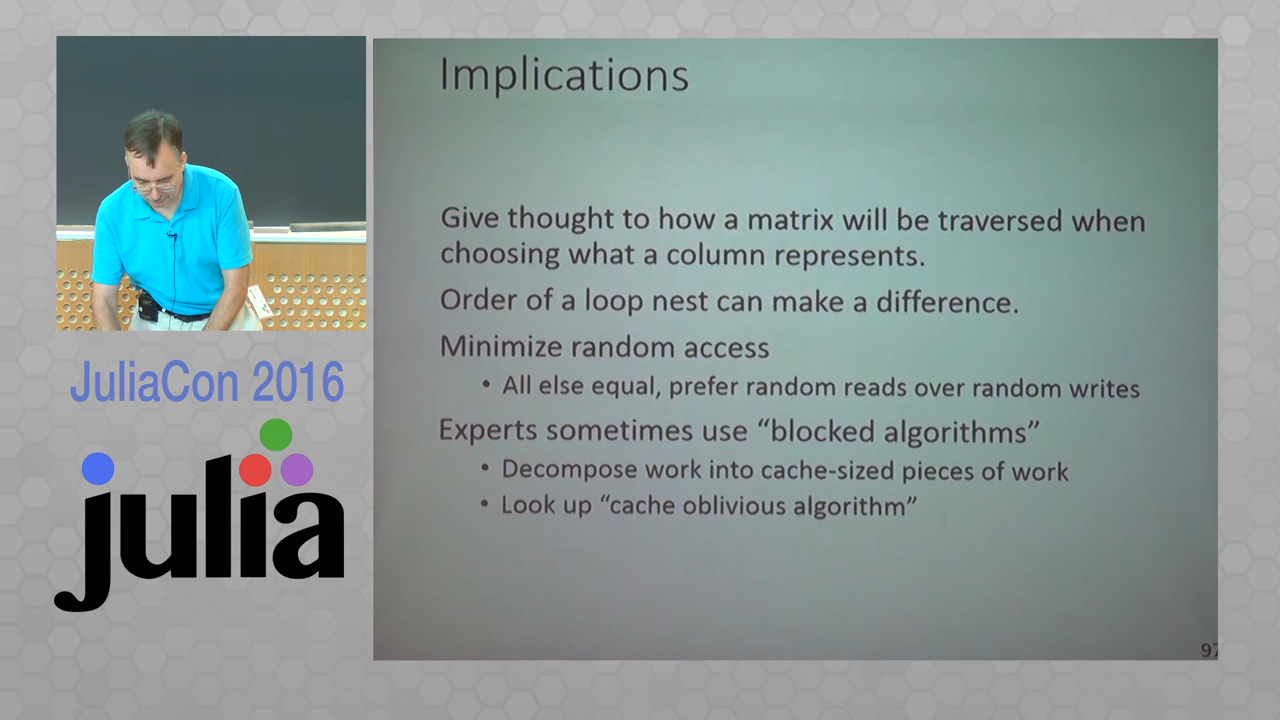 JuliaCon 2016
julia
Implications
Give thought to how a matrix will be traversed when
choosing what a column represents.
Order of a loop nest can make a difference.
Minimize random access
• All else equal, prefer random reads over random writes
Experts sometimes use “blocked algorithms”
• Decompose work into cache-sized pieces of work
• Look up “cache oblivious algorithm”
97